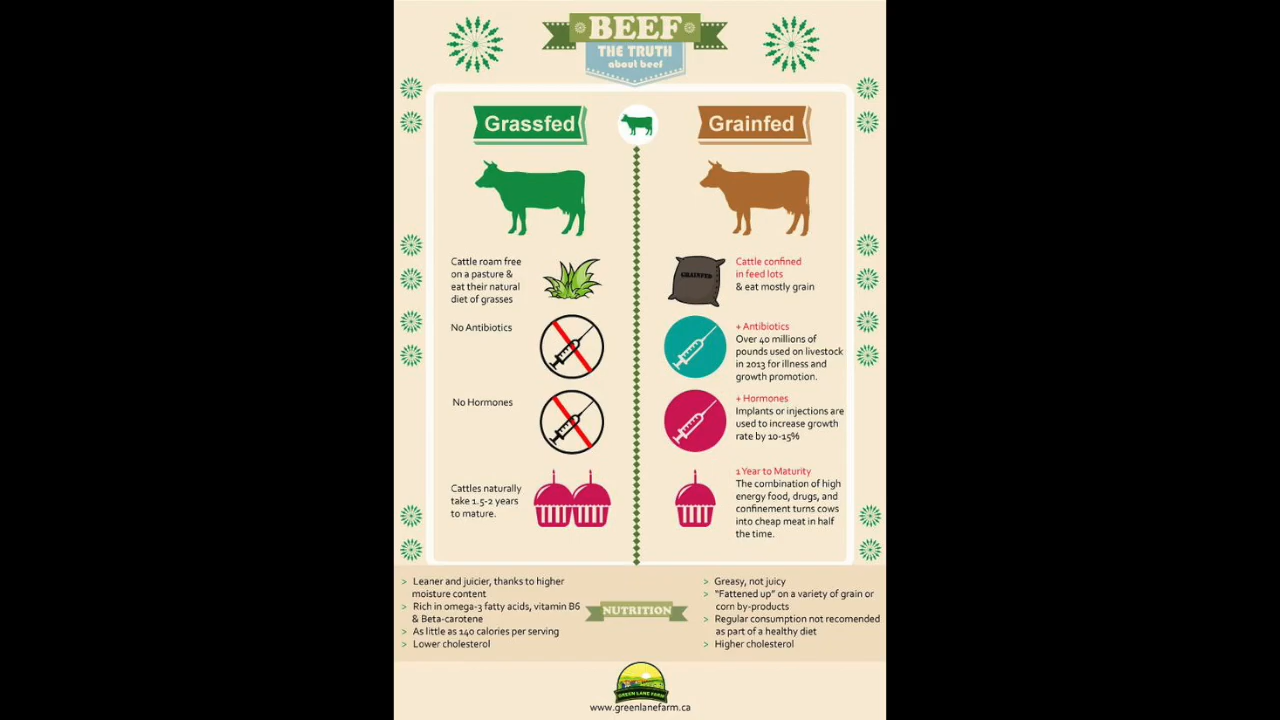 BEEF
THE TRUTH
about beef
Grassfed
Grainfed
Cattle roam free
on a pasture &
eat their natural
diet of grasses
GRAINFED
Cattle confined
in feed lots
& eat mostly grain
No Antibiotics
+ Antibiotics
Over 40 millions of
pounds used on livestock
in 2013 for illness and
growth promotion.
No Hormones
+ Hormones
Implants or injections are
used to increase growth
rate by 10-15%
Cattles naturally
take 1.5-2 years
to mature.
1 Year to Maturity
The combination of high
energy food, drugs, and
confinement turns cows
into cheap meat in half
the time.
> Leaner and juicier, thanks to higher
moisture content
> Rich in omega-3 fatty acids, vitamin B6
& Beta-carotene
> As little as 140 calories per serving
> Lower cholesterol
NUTRITION
> Greasy, not juicy
> "Fattened up" on a variety of grain or
corn by-products
> Regular consumption not recomended
as part of a healthy diet
> Higher cholesterol
GREEN LANE FARM
www.greenlanefarm.ca